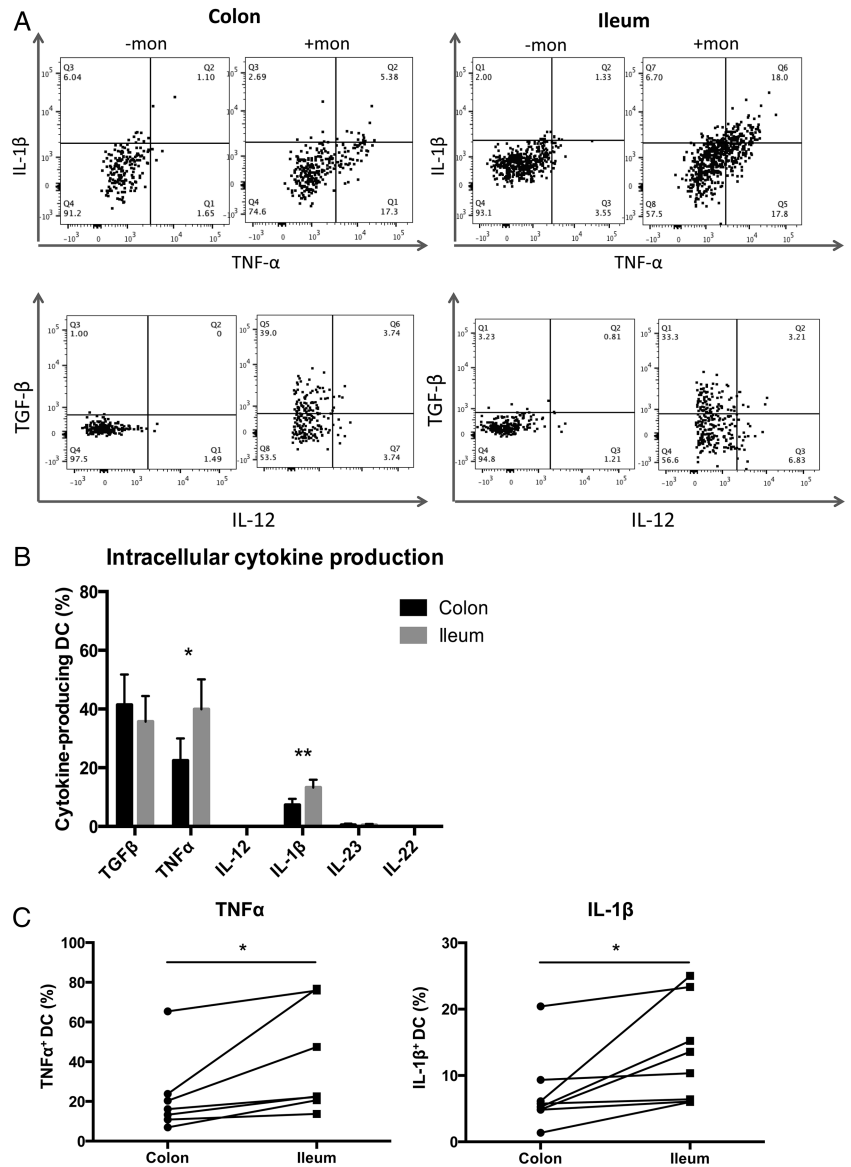 A
Colon
Ileum
-mon
+mon
-mon
+mon
Q3
6.04
Q2
1.10
Q4
91.2
Q1
1.65
Q3
2.69
Q2
5.38
Q4
74.6
Q1
17.3
Q1
2.00
Q2
1.33
Q4
93.1
Q3
3.55
Q7
6.70
Q6
18.0
Q8
57.5
Q5
17.8
IL-1β
IL-1β
TNF-α
TNF-α
Q3
1.00
Q2
0
Q4
97.5
Q1
1.49
Q5
39.0
Q6
3.74
Q8
53.5
Q7
3.74
Q1
3.23
Q2
0.81
Q4
94.8
Q3
1.21
Q1
33.3
Q2
3.21
Q4
56.6
Q3
6.83
TGF-β
TGF-β
IL-12
IL-12
B
Intracellular cytokine production
Cytokine-producing DC (%)
80
60
40
20
0
*
**
Colon
Ileum
TGFβ
TNFα
IL-12
IL-1β
IL-23
IL-22
C
TNFα
TNFα⁺ DC (%)
100
80
60
40
20
0
*
Colon
Ileum
IL-1β
IL-1β⁺ DC (%)
30
20
10
0
*
Colon
Ileum